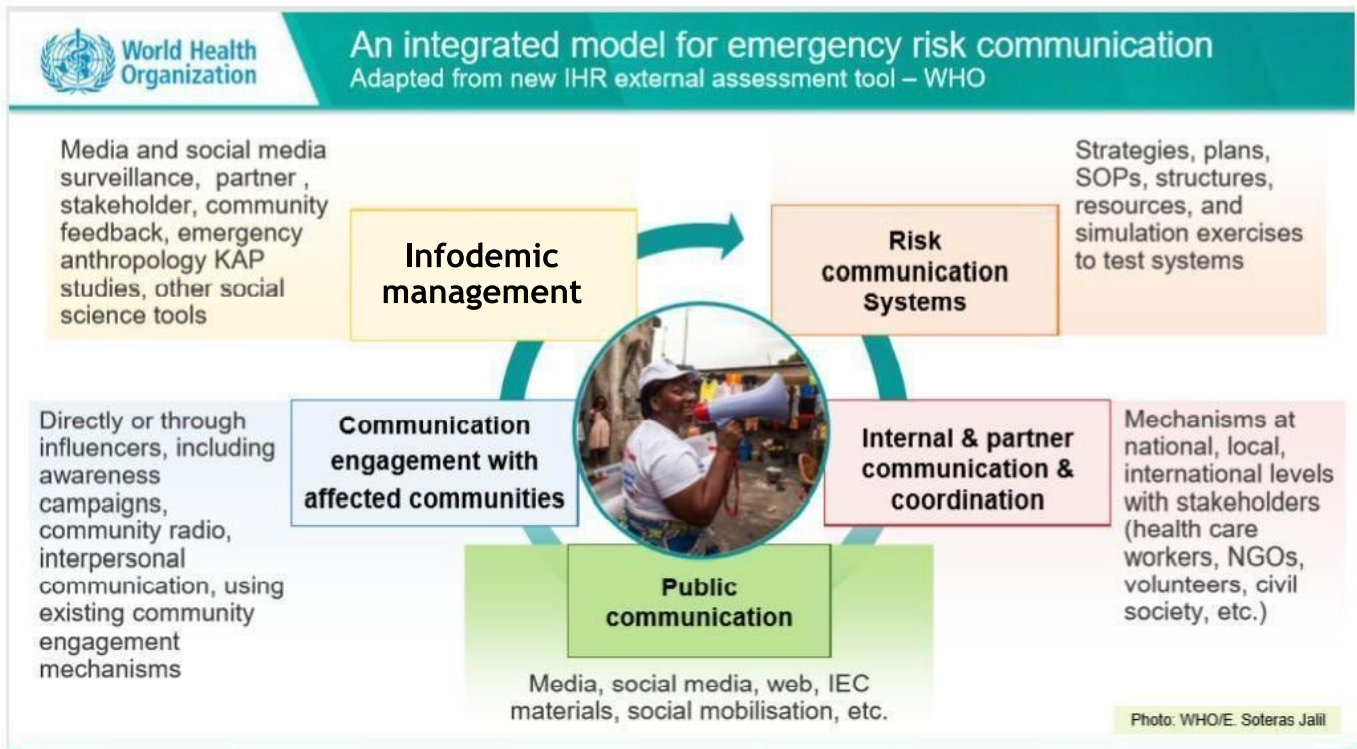 World Health
Organization
An integrated model for emergency risk communication
Adapted from new IHR external assessment tool – WHO
Media and social media
surveillance, partner ,
stakeholder, community
feedback, emergency
anthropology KAP
studies, other social
science tools
Infodemic
management
Risk
communication
Systems
Strategies, plans,
SOPs, structures,
resources, and
simulation exercises
to test systems
Directly or through
influencers, including
awareness
campaigns,
community radio,
interpersonal
communication, using
existing community
engagement
mechanisms
Communication
engagement with
affected communities
Internal & partner
communication &
coordination
Mechanisms at
national, local,
international levels
with stakeholders
(health care
workers, NGOs,
volunteers, civil
society, etc.)
Public
communication
Media, social media, web, IEC
materials, social mobilisation, etc.
Photo: WHO/E. Soteras Jalil